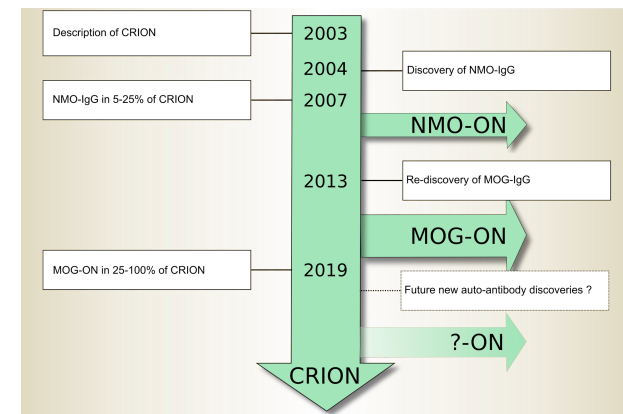 Description of CRION
2003
2004
Discovery of NMO-IgG
NMO-IgG in 5-25% of CRION
2007
NMO-ON
2013
Re-discovery of MOG-IgG
MOG-ON
MOG-ON in 25-100% of CRION
2019
Future new auto-antibody discoveries ?
?-ON
CRION